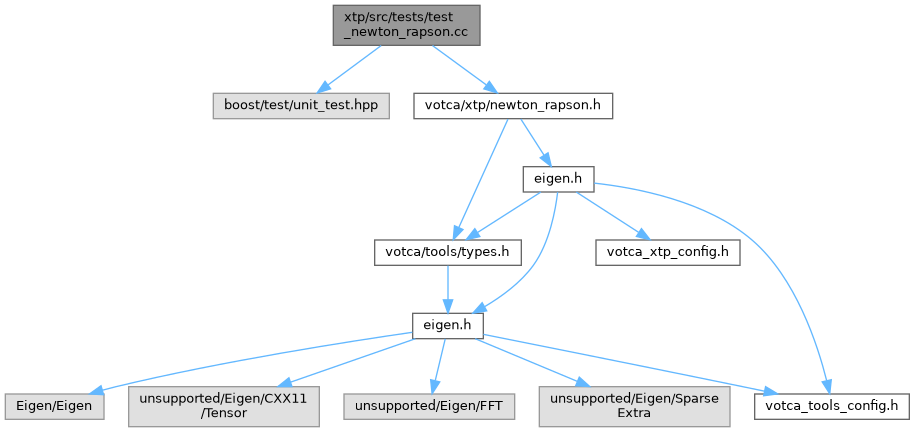 xtp/src/tests/test
_newton_rapson.cc
boost/test/unit_test.hpp
votca/xtp/newton_rapson.h
eigen.h
votca/tools/types.h
votca_xtp_config.h
eigen.h
Eigen/Eigen
unsupported/Eigen/CXX11
/Tensor
unsupported/Eigen/FFT
unsupported/Eigen/Sparse
Extra
votca_tools_config.h